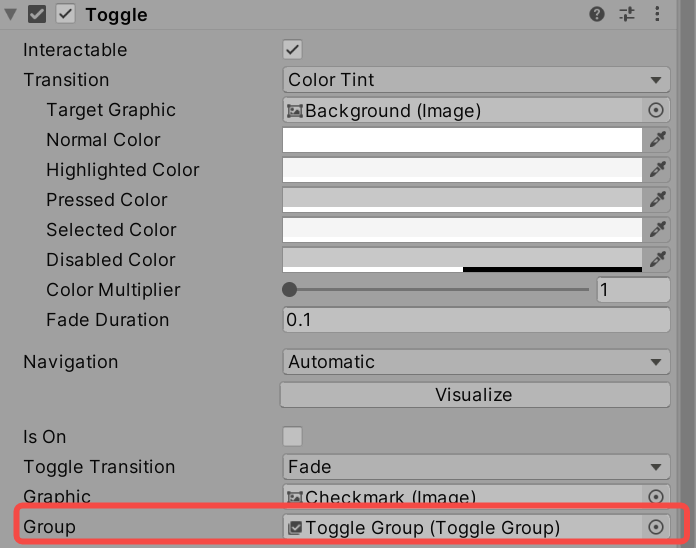 Toggle
Interactable
Transition Color Tint
Target Graphic Background (Image)
Normal Color
Highlighted Color
Pressed Color
Selected Color
Disabled Color
Color Multiplier 1
Fade Duration 0.1
Navigation Automatic
Visualize
Is On
Toggle Transition Fade
Graphic Checkmark (Image)
Group Toggle Group (Toggle Group)